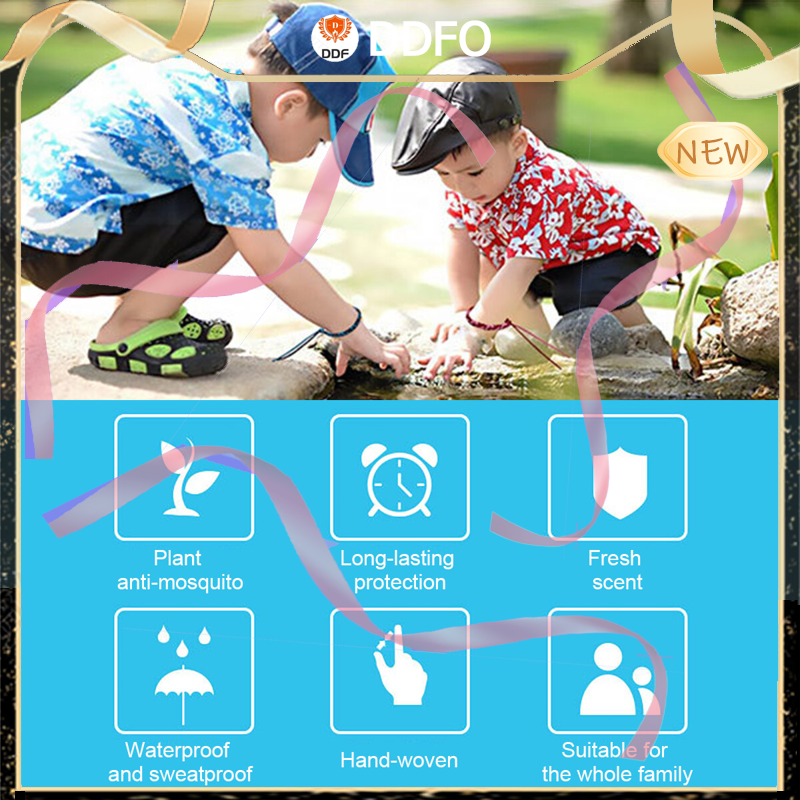 DDF
DDFO
NEW
Plant
anti-mosquito
Long-lasting
protection
Fresh
scent
Waterproof
and sweatproof
Hand-woven
Suitable for
the whole family